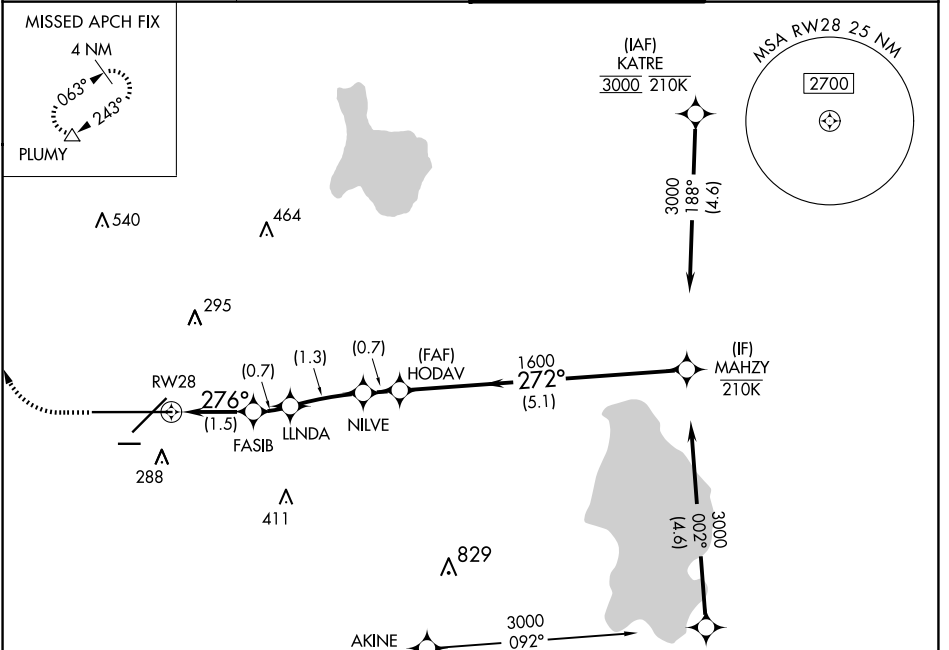 MISSED APCH FIX
4 NM
063°
243°
PLUMY
(IAF)
KATRE
3000 210K
MSA RW28 25 NM
2700
3000
188°
(4.6)
540
464
295
(0.7)
(1.3)
(0.7)
(FAF)
HODAV
1600
272°
(5.1)
(IF)
MAHZY
210K
RW28
276°
(1.5)
FASIB
LLNDA
NILVE
288
411
829
3000
002°
(4.6)
AKINE
3000
092°